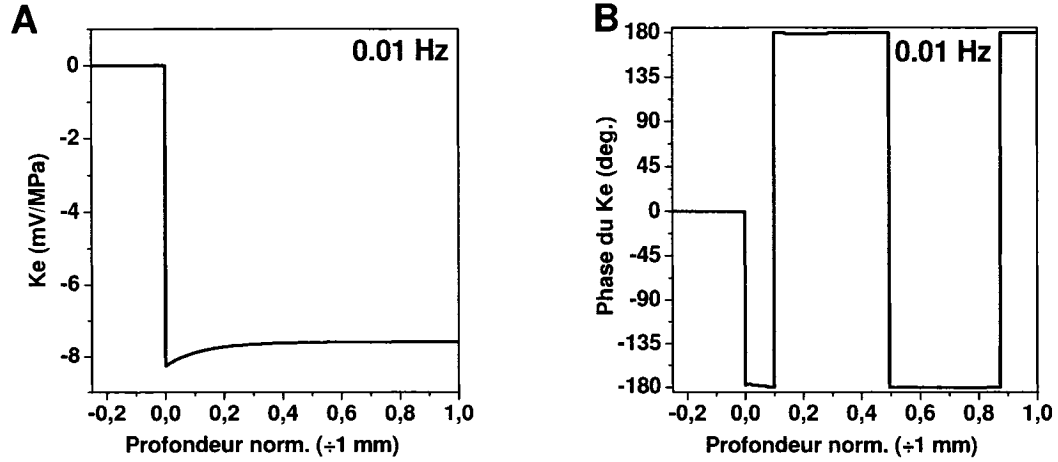 A
0.01 Hz
Ke (mV/MPa)
0
-2
-4
-6
-8
-0,2 0,0 0,2 0,4 0,6 0,8 1,0
Profondeur norm. (÷1 mm)
B
0.01 Hz
Phase du Ke (deg.)
180
135
90
45
0
-45
-90
-135
-180
-0,2 0,0 0,2 0,4 0,6 0,8 1,0
Profondeur norm. (÷1 mm)